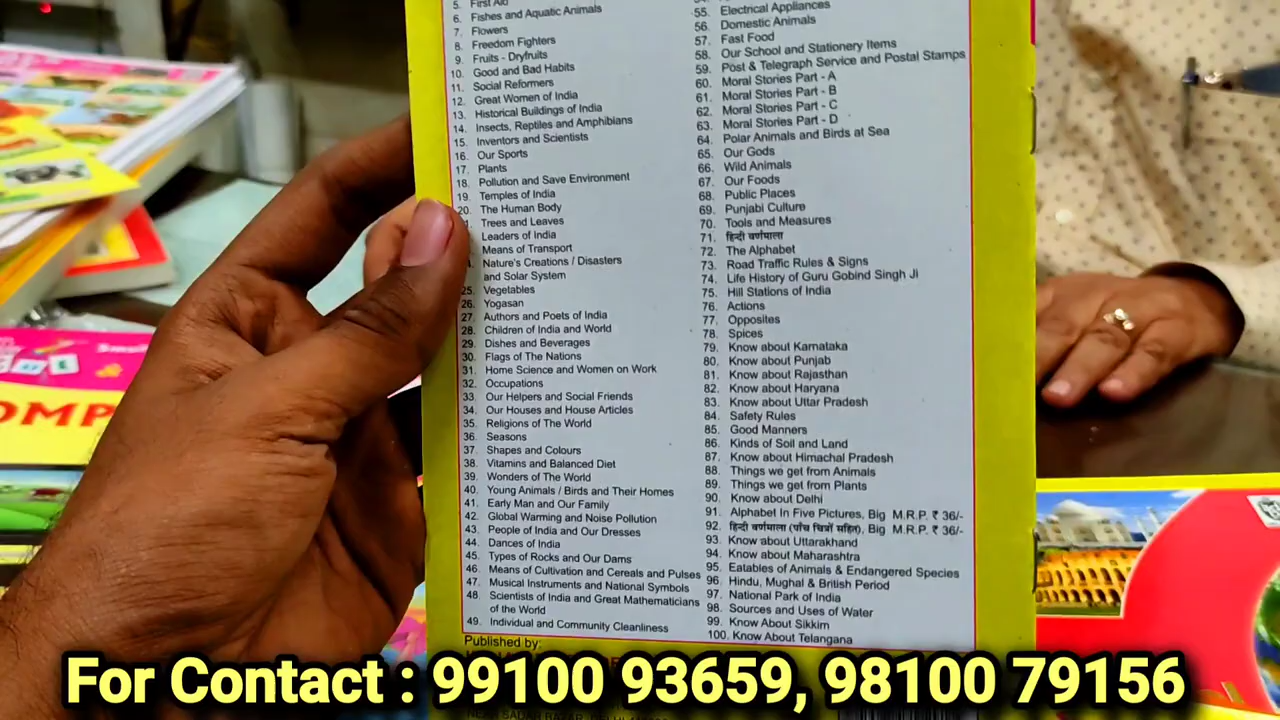 5. First Aid
6. Fishes and Aquatic Animals
7. Flowers
8. Freedom Fighters
9. Fruits - Dryfruits
10. Good and Bad Habits
11. Social Reformers
12. Great Women of India
13. Historical Buildings of India
14. Insects, Reptiles and Amphibians
15. Inventors and Scientists
16. Our Sports
17. Plants
18. Pollution and Save Environment
19. Temples of India
20. The Human Body
Trees and Leaves
Leaders of India
Means of Transport
Nature's Creations / Disasters
and Solar System
25. Vegetables
26. Yogasan
27. Authors and Poets of India
28. Children of India and World
29. Dishes and Beverages
30. Flags of The Nations
31. Home Science and Women on Work
32. Occupations
33. Our Helpers and Social Friends
34. Our Houses and House Articles
35. Religions of The World
36. Seasons
37. Shapes and Colours
38. Vitamins and Balanced Diet
39. Wonders of The World
40. Young Animals / Birds and Their Homes
41. Early Man and Our Family
42. Global Warming and Noise Pollution
43. People of India and Our Dresses
44. Dances of India
45. Types of Rocks and Our Dams
46. Means of Cultivation and Cereals and Pulses
47. Musical Instruments and National Symbols
48. Scientists of India and Great Mathematicians
of the World
49. Individual and Community Cleanliness
55. Electrical Appliances
56. Domestic Animals
57. Fast Food
58. Our School and Stationery Items
59. Post & Telegraph Service and Postal Stamps
60. Moral Stories Part - A
61. Moral Stories Part - B
62. Moral Stories Part - C
63. Moral Stories Part - D
64. Polar Animals and Birds at Sea
65. Our Gods
66. Wild Animals
67. Our Foods
68. Public Places
69. Punjabi Culture
70. Tools and Measures
71. हिन्दी वर्णमाला
72. The Alphabet
73. Road Traffic Rules & Signs
74. Life History of Guru Gobind Singh Ji
75. Hill Stations of India
76. Actions
77. Opposites
78. Spices
79. Know about Karnataka
80. Know about Punjab
81. Know about Rajasthan
82. Know about Haryana
83. Know about Uttar Pradesh
84. Safety Rules
85. Good Manners
86. Kinds of Soil and Land
87. Know about Himachal Pradesh
88. Things we get from Animals
89. Things we get from Plants
90. Know about Delhi
91. Alphabet In Five Pictures, Big M.R.P. ₹ 36/-
92. हिन्दी वर्णमाला (पाँच चित्रों सहित), Big M.R.P. ₹ 36/-
93. Know about Uttarakhand
94. Know about Maharashtra
95. Eatables of Animals & Endangered Species
96. Hindu, Mughal & British Period
97. National Park of India
98. Sources and Uses of Water
99. Know About Sikkim
100. Know About Telangana
Published by:
For Contact : 99100 93659, 98100 79156